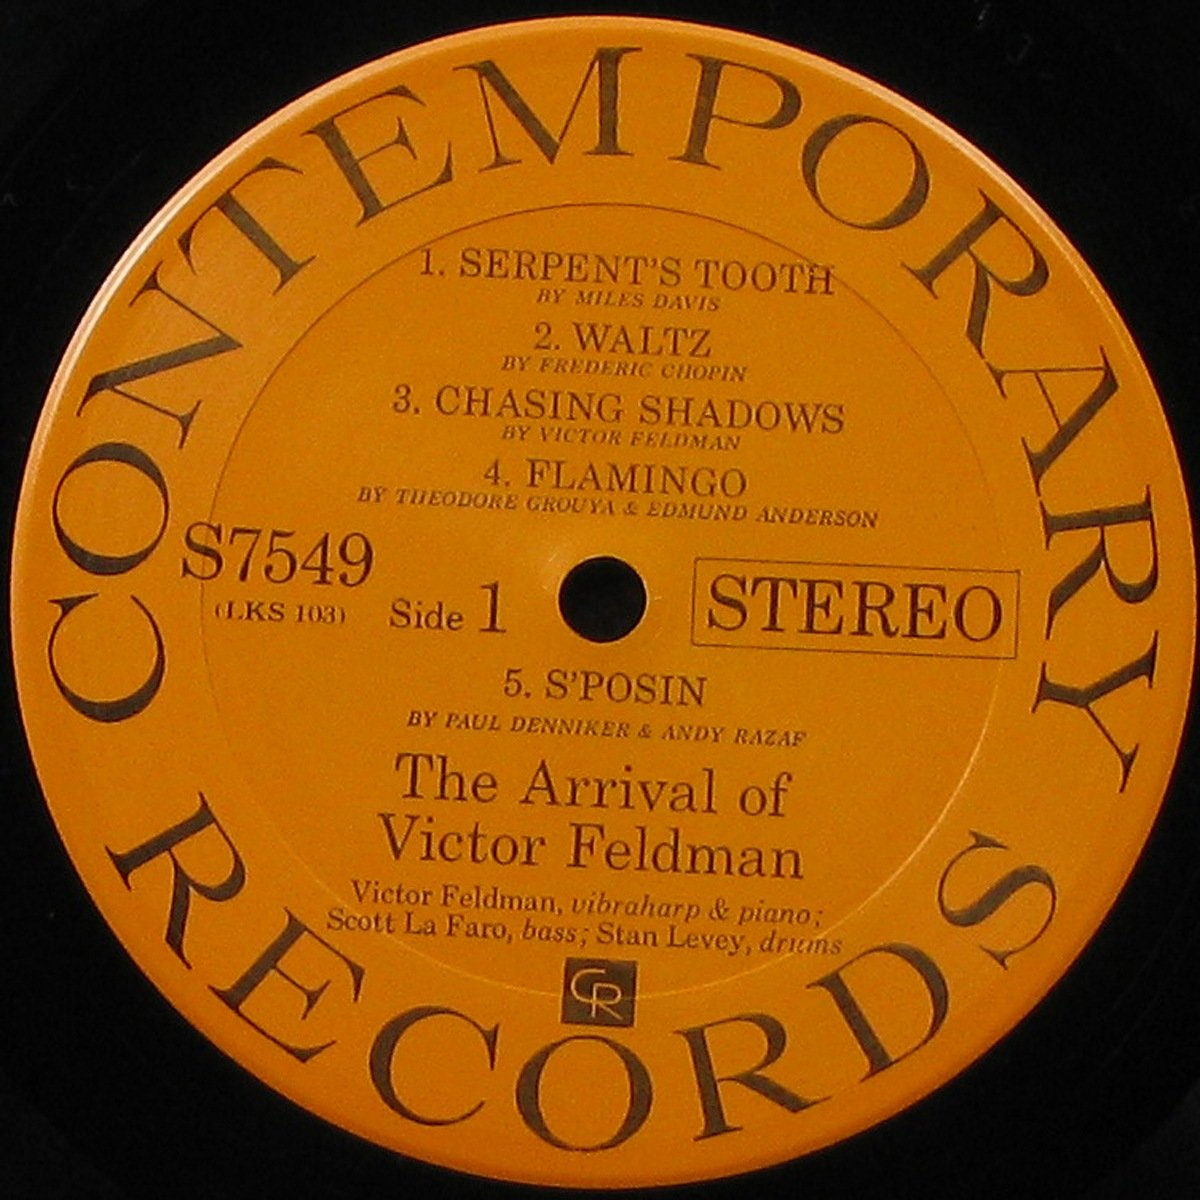 CONTEMPORARY
1. SERPENT'S TOOTH
BY MILES DAVIS
2. WALTZ
BY FREDERIC CHOPIN
3. CHASING SHADOWS
BY VICTOR FELDMAN
4. FLAMINGO
BY THEODORE GROUYA & EDMUND ANDERSON
S7549
(LKS 103)
Side 1
STEREO
5. S'POSIN
BY PAUL DENNIKER & ANDY RAZAF
The Arrival of
Victor Feldman
Victor Feldman, vibraharp & piano;
Scott La Faro, bass; Stan Levey, drums
CR
RECORDS